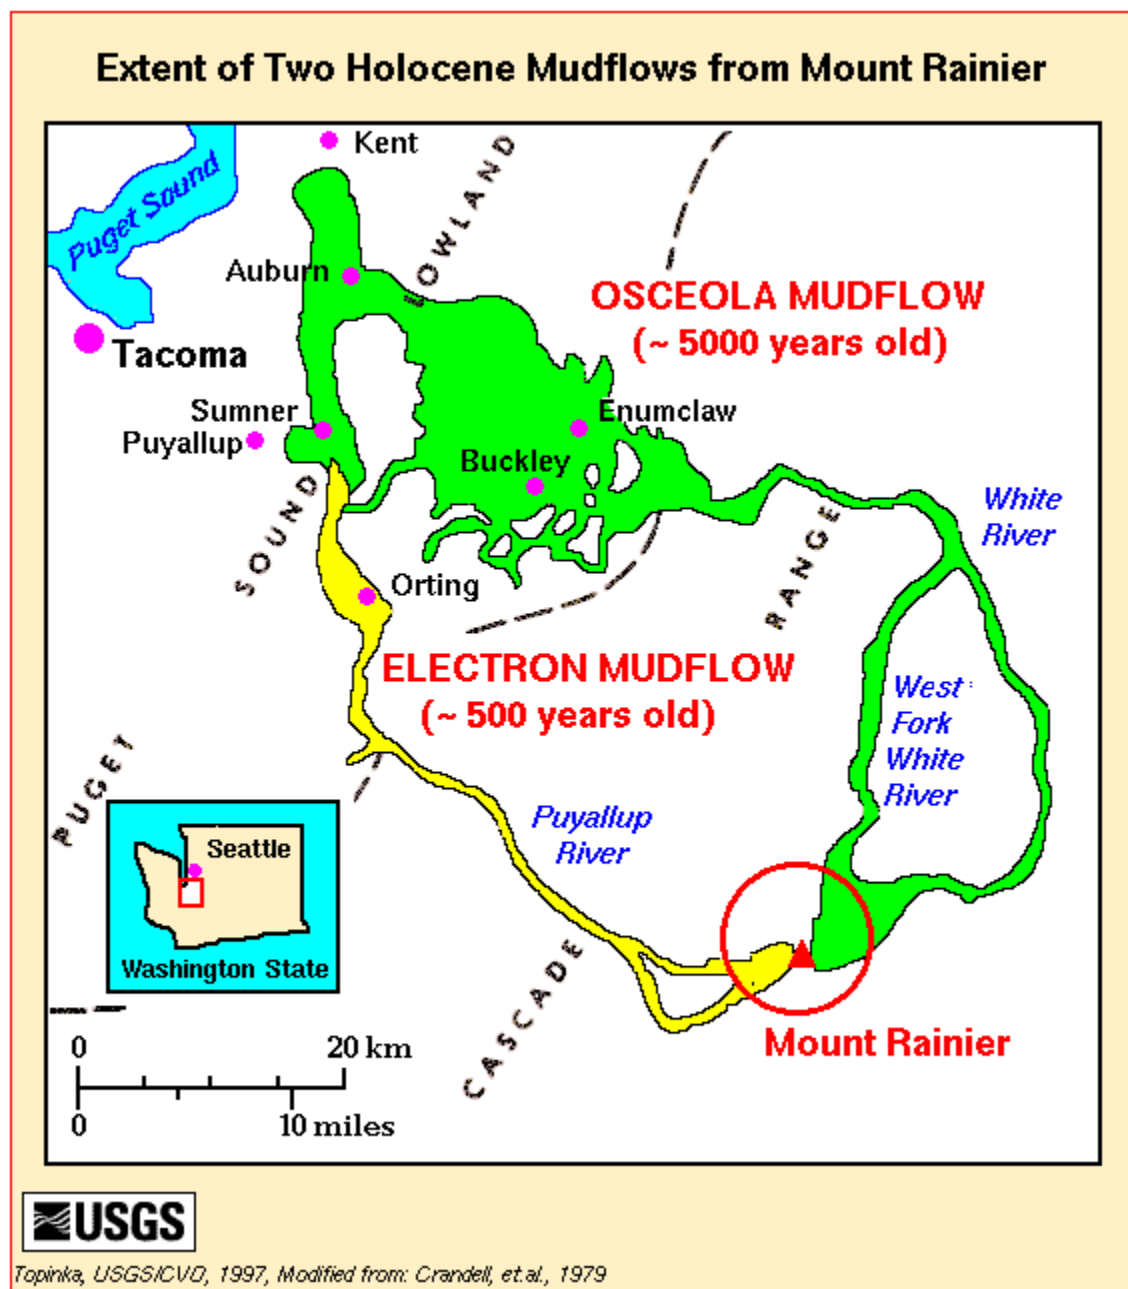 Extent of Two Holocene Mudflows from Mount Rainier
Kent
Puget Sound
LOWLAND
Auburn
OSCEOLA MUDFLOW
(~ 5000 years old)
Tacoma
Sumner
Puyallup
Enumclaw
Buckley
SOUND
White
River
RANGE
Orting
ELECTRON MUDFLOW
(~ 500 years old)
West
Fork
White
River
PUGET
Puyallup
River
Seattle
Washington State
CASCADE
Mount Rainier
0 20 km
0 10 miles
USGS
Topinka, USGS/CVO, 1997, Modified from: Crandell, et.al., 1979